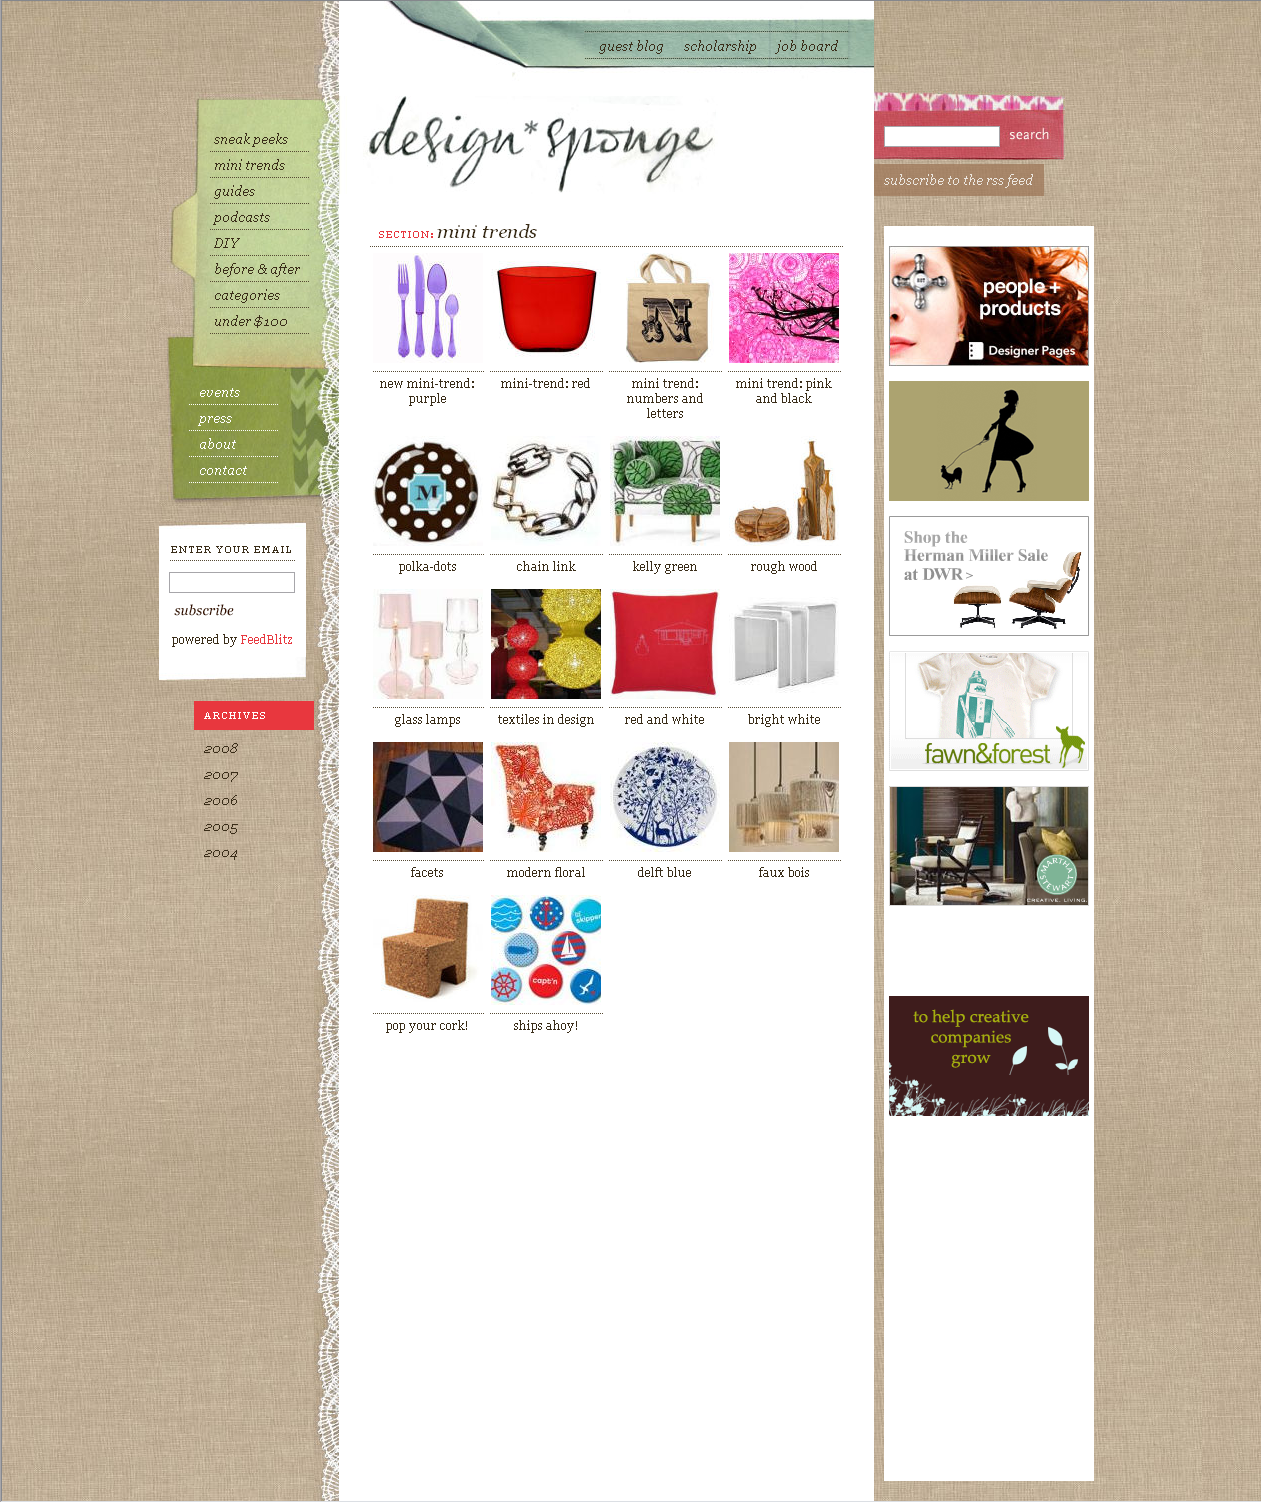 guest blog scholarship job board
design*sponge
search
subscribe to the rss feed
sneak peeks
mini trends
guides
podcasts
DIY
before & after
categories
under $100
events
press
about
contact
ENTER YOUR EMAIL
subscribe
powered by FeedBlitz
ARCHIVES
2008
2007
2006
2005
2004
SECTION: mini trends
N
new mini-trend:
purple
mini-trend: red
mini trend:
numbers and
letters
mini trend: pink
and black
M
polka-dots
chain link
kelly green
rough wood
glass lamps
textiles in design
red and white
bright white
facets
modern floral
delft blue
faux bois
skipper
capt'n
pop your cork!
ships ahoy!
people +
products
Designer Pages
Shop the
Herman Miller Sale
at DWR >
fawn&forest
MARTHA
STEWART
CREATIVE. LIVING.
to help creative
companies
grow